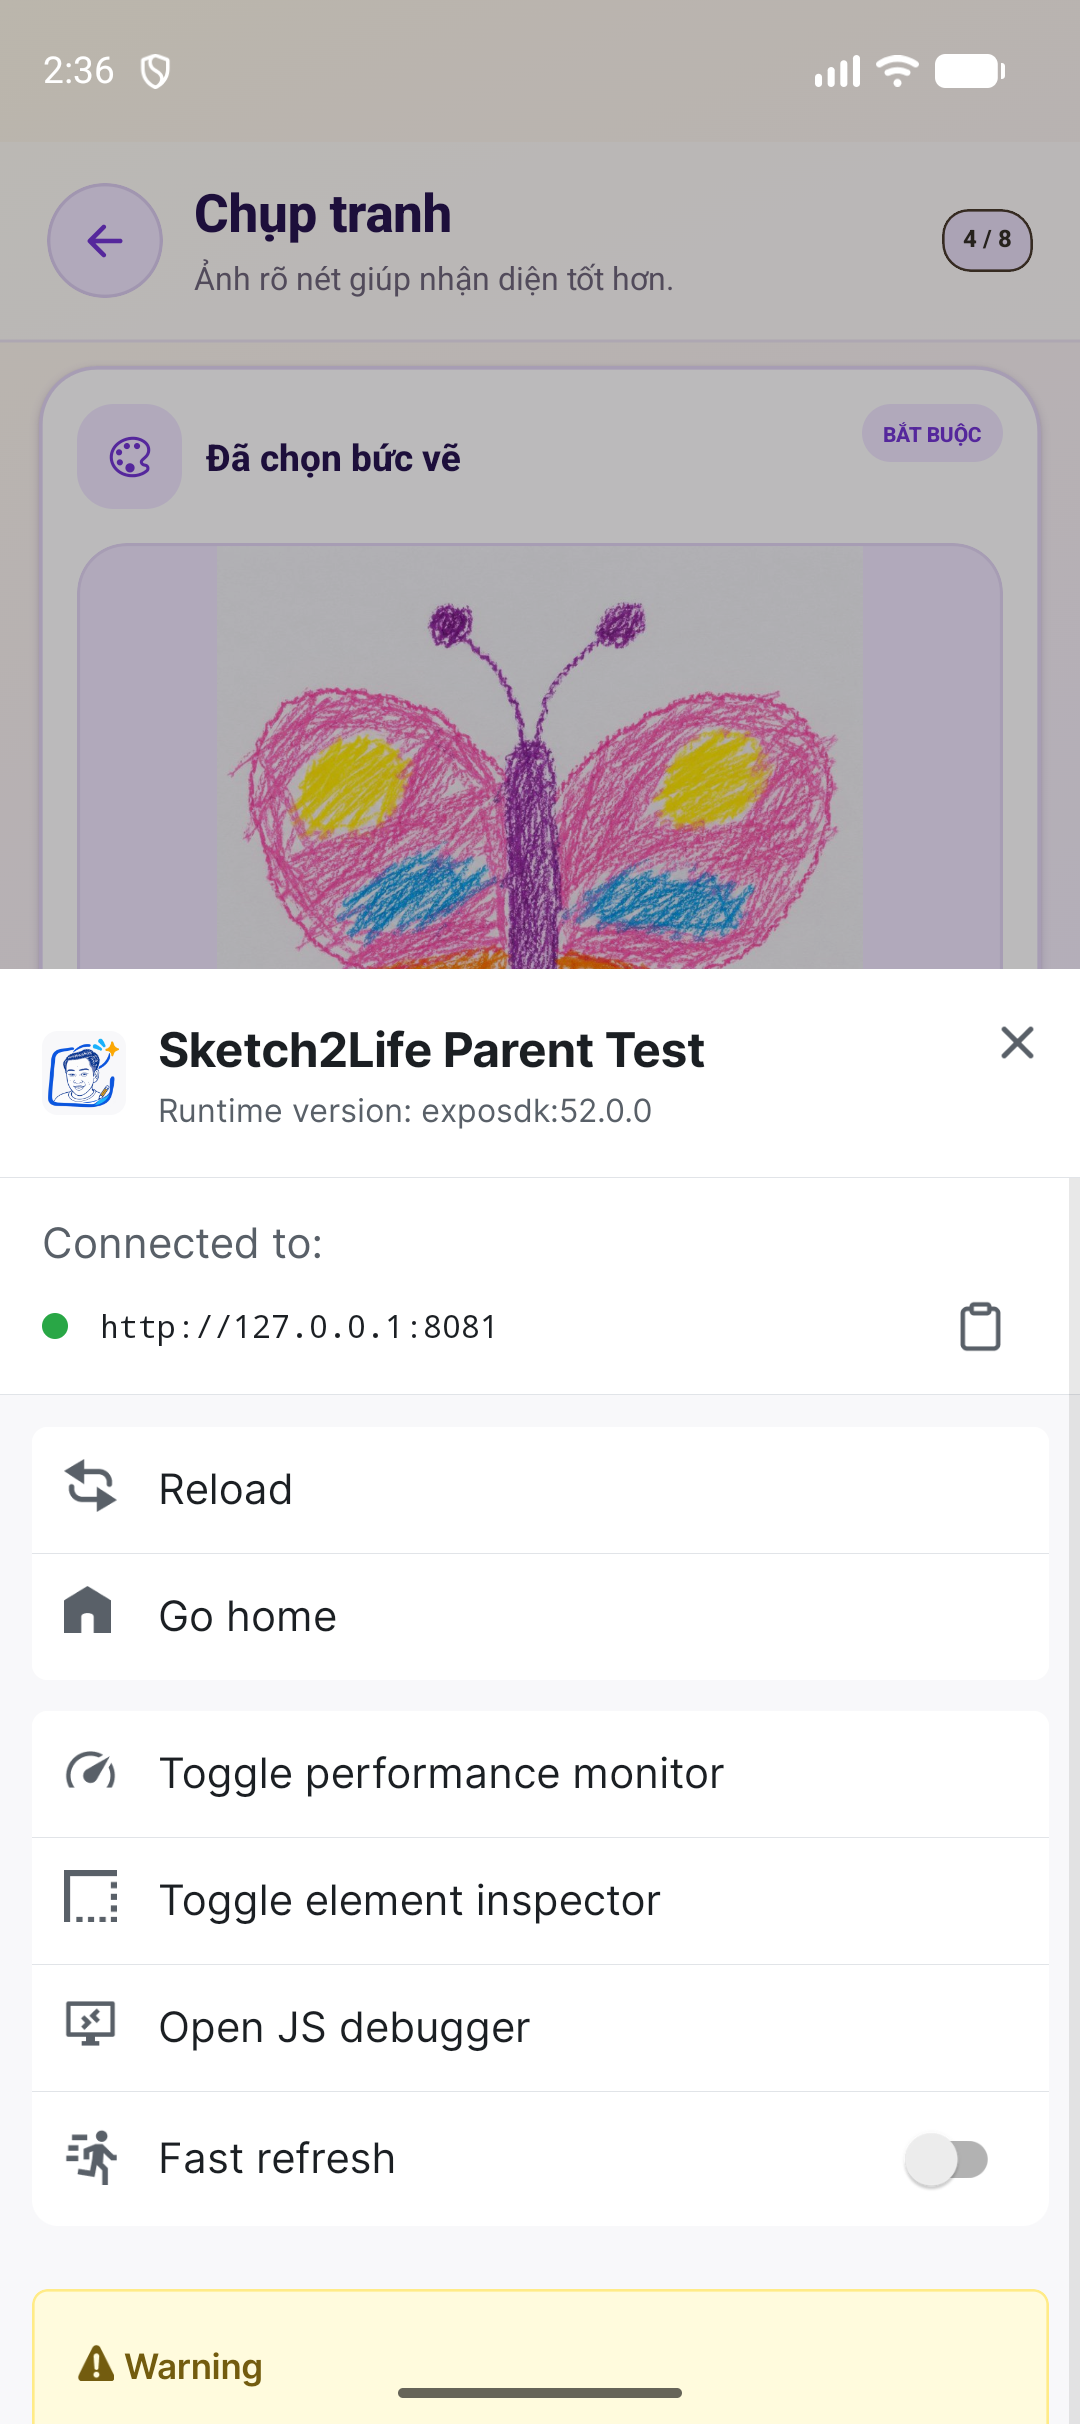 2:36
Chụp tranh
Ảnh rõ nét giúp nhận diện tốt hơn.
4 / 8
Đã chọn bức vẽ
BẮT BUỘC
Sketch2Life Parent Test
Runtime version: exposdk:52.0.0
Connected to:
http://127.0.0.1:8081
Reload
Go home
Toggle performance monitor
Toggle element inspector
Open JS debugger
Fast refresh
Warning